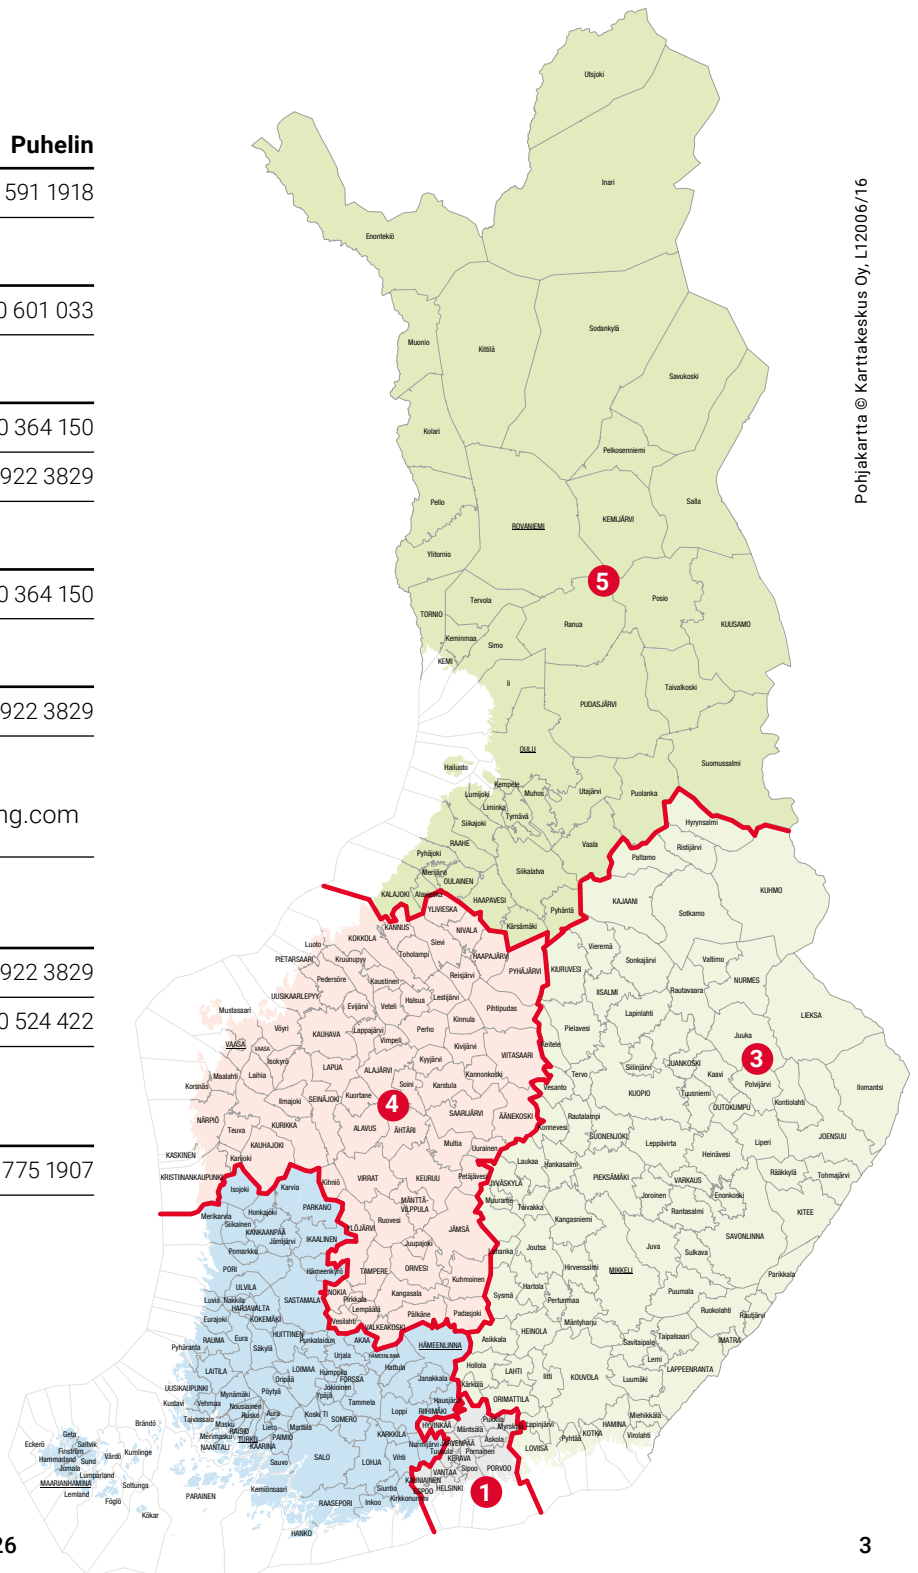 Puhelin
591 1918
0 601 033
0 364 150
922 3829
0 364 150
922 3829
ng.com
922 3829
0 524 422
775 1907
Pohjakartta © Karttakeskus Oy, L12006/16
Utsjoki
Inari
Enontekiö
Muonio
Kittilä
Sodankylä
Savukoski
Kolari
Pelkosenniemi
Pello
ROVANIEMI
KEMIJÄRVI
Salla
Ylitornio
5
TORNIO
Tervola
Ranua
Posio
KUUSAMO
Keminmaa
Simo
KEMI
Ii
PUDASJÄRVI
Taivalkoski
OULU
Suomussalmi
Hailuoto
Kempele
Lumijoki
Muhos
Utajärvi
Puolanka
Liminka
Tyrnävä
Siikajoki
Hyrynsalmi
RAAHE
Vaala
Ristijärvi
Pyhäjoki
Paltamo
Merijärvi
OULAINEN
Siikalatva
KUHMO
KALAJOKI
Alavieska
HAAPAVESI
KAJAANI
YLIVIESKA
Pyhäntä
Sotkamo
KANNUS
NIVALA
Kärsämäki
KOKKOLA
Sievi
Luoto
Toholampi
HAAPAJÄRVI
Vieremä
PIETARSAARI
Kruunupyy
PYHÄJÄRVI
KIURUVESI
Sonkajärvi
Valtimo
Pedersöre
Kaustinen
Reisjärvi
NURMES
UUSIKAARLEPYY
Lestijärvi
IISALMI
Rautavaara
Mustasaari
Evijärvi
Veteli
Halsua
Pihtipudas
Lapinlahti
LIEKSA
Vöyri
KAUHAVA
Lappajärvi
Perho
Kinnula
Pielavesi
Juuka
VAASA
VAASA
Vimpeli
Kivijärvi
Keitele
Isokyrö
Kyyjärvi
VIITASAARI
3
Maalahti
Laihia
LAPUA
ALAJÄRVI
Kannonkoski
Tervo
Siilinjärvi
JUANKOSKI
Kaavi
Polvijärvi
Ilomantsi
Korsnäs
Soini
Karstula
Vesanto
KUOPIO
Tuusniemi
Kontiolahti
Ilmajoki
SEINÄJOKI
Kuortane
4
SAARIJÄRVI
ÄÄNEKOSKI
Rautalampi
OUTOKUMPU
NÄRPIÖ
KURIKKA
ALAVUS
ÄHTÄRI
Konnevesi
SUONENJOKI
JOENSUU
Teuva
Multia
Leppävirta
Liperi
KAUHAJOKI
Uurainen
Heinävesi
KASKINEN
Karijoki
Laukaa
Hankasalmi
Rääkkylä
Tohmajärvi
KRISTIINANKAUPUNKI
VIRRAT
KEURUU
Petäjävesi
JYVÄSKYLÄ
PIEKSÄMÄKI
VARKAUS
Isojoki
Karvia
Kihniö
MÄNTTÄ-
VILPPULA
Muurame
Joroinen
Enonkoski
Merikarvia
Honkajoki
PARKANO
Ruovesi
Toivakka
Rantasalmi
KITEE
Siikainen
KANKAANPÄÄ
YLÖJÄRVI
JÄMSÄ
Kangasniemi
Jämijärvi
IKAALINEN
Juupajoki
SAVONLINNA
Pomarkku
Luhanka
Joutsa
Juva
Sulkava
PORI
Hämeenkyrö
TAMPERE
ORIVESI
Hirvensalmi
MIKKELI
Parikkala
ULVILA
NOKIA
Kangasala
Kuhmoinen
Hartola
Puumala
Luvia
Nakkila
SASTAMALA
Pirkkala
Sysmä
Pertunmaa
HARJAVALTA
Lempäälä
Pälkäne
Padasjoki
Ruokolahti
Rautjärvi
Eurajoki
KOKEMÄKI
Vesilahti
VALKEAKOSKI
Mäntyharju
RAUMA
Eura
HUITTINEN
Punkalaidun
AKAA
HÄMEENLINNA
Asikkala
HEINOLA
Savitaipale
Taipalsaari
IMATRA
Pyhäranta
Säkylä
Urjala
HÄMEENLINNA
Lemi
LAITILA
LOIMAA
Humppila
Hattula
Hollola
LAHTI
Iitti
KOUVOLA
Luumäki
LAPPEENRANTA
Oripää
FORSSA
Janakkala
Kärkölä
UUSIKAUPUNKI
Mynämäki
Pöytyä
Jokioinen
Ypäjä
Tammela
Hausjärvi
ORIMATTILA
Kustavi
Vehmaa
Nousiainen
Aura
Koski Tl
Loppi
RIIHIMÄKI
Miehikkälä
Taivassalo
Rusko
SOMERO
HYVINKÄÄ
Pukkila
HAMINA
Brändö
Masku
Lieto
Marttila
KARKKILA
Mäntsälä
Myrskylä
Lapinjärvi
KOTKA
Virolahti
Geta
Merimasku
RAISIO
TURKU
PAIMIO
Nurmijärvi
JÄRVENPÄÄ
Askola
LOVIISA
Pyhtää
Eckerö
Saltvik
NAANTALI
KAARINA
Tuusula
Pornainen
Finström
Vårdö
Kumlinge
SALO
Vihti
KERAVA
Hammarland
Sund
Sauvo
LOHJA
VANTAA
Sipoo
PORVOO
Jomala
Lumparland
KAUNIAINEN
MAARIANHAMINA
Sottunga
Kemiönsaari
Siuntio
ESPOO
HELSINKI
1
Lemland
Föglö
PARAINEN
RAASEPORI
Inkoo
Kirkkonummi
Kökar
HANKO
26
3